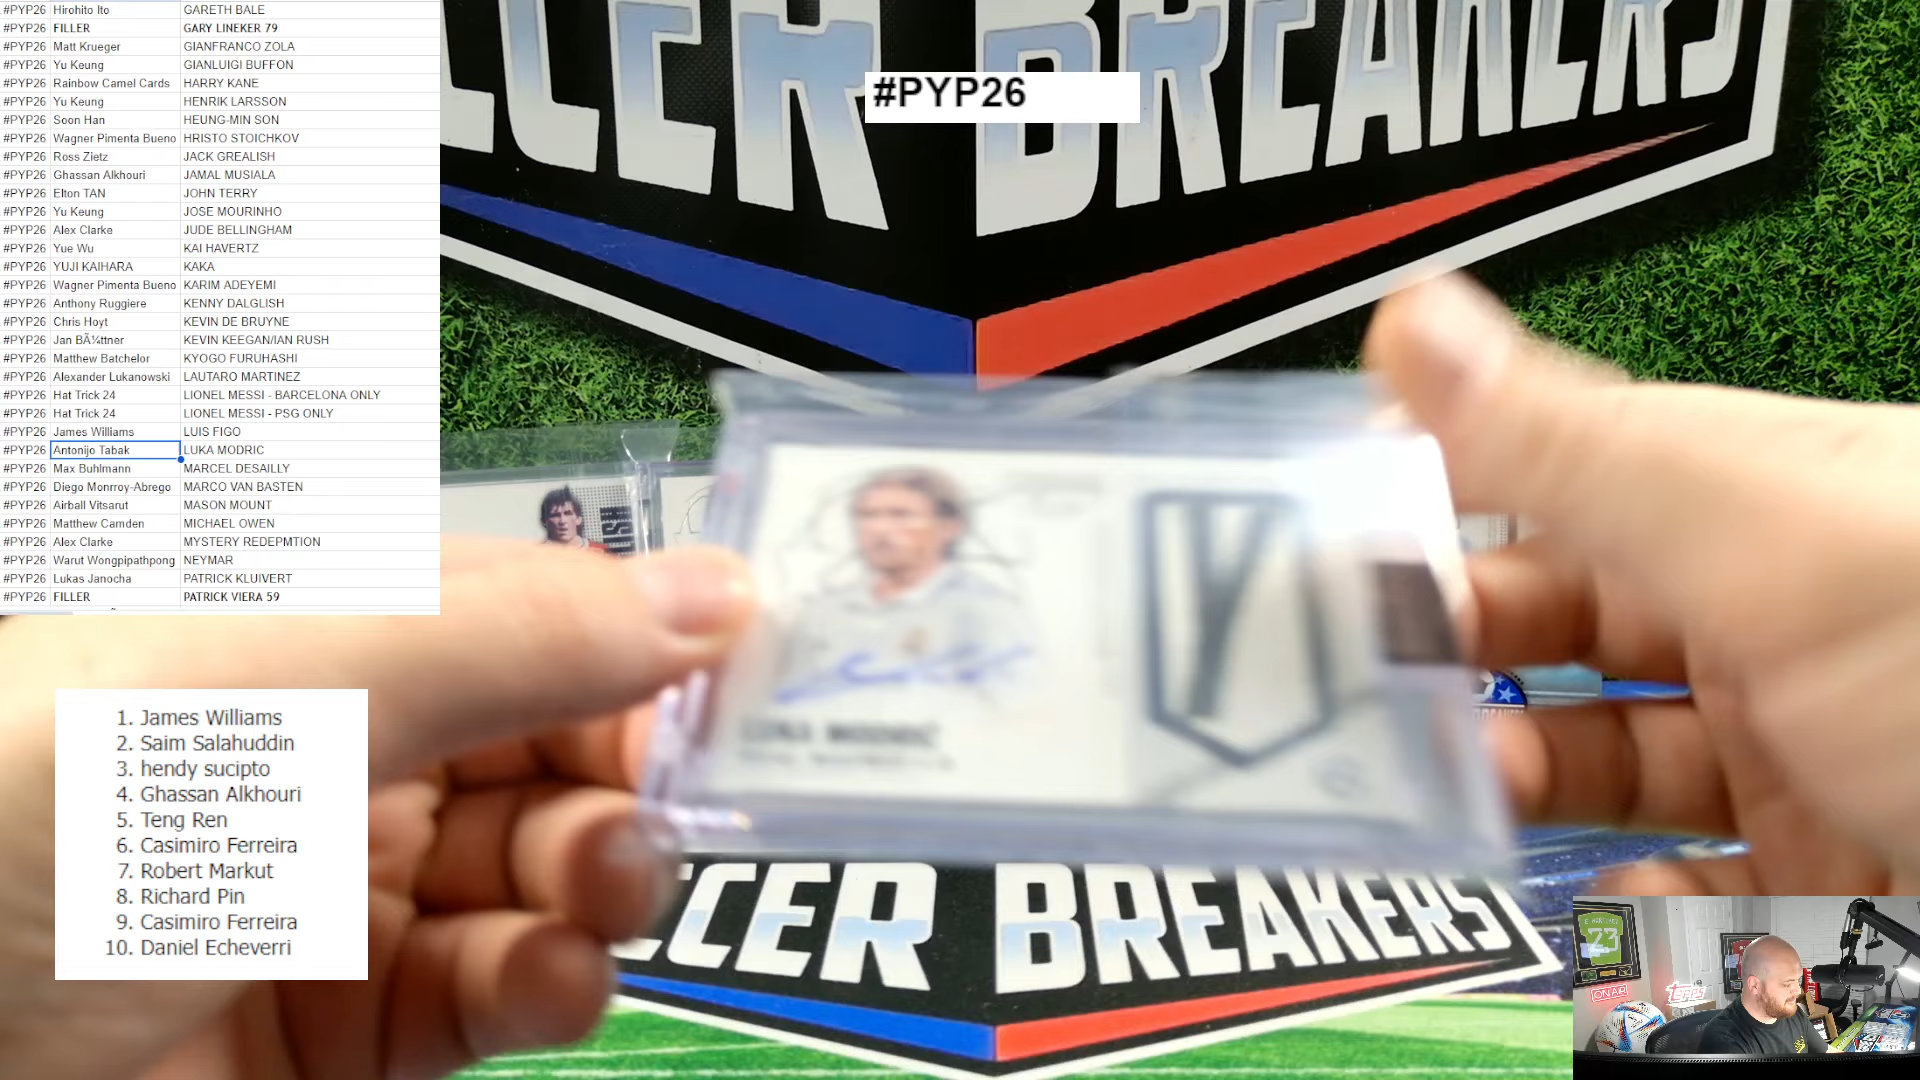 #PYP26 Hirohito Ito GARETH BALE
#PYP26 FILLER GARY LINEKER 79
#PYP26 Matt Krueger GIANFRANCO ZOLA
#PYP26 Yu Keung GIANLUIGI BUFFON
#PYP26 Rainbow Camel Cards HARRY KANE
#PYP26 Yu Keung HENRIK LARSSON
#PYP26 Soon Han HEUNG-MIN SON
#PYP26 Wagner Pimenta Bueno HRISTO STOICHKOV
#PYP26 Ross Zietz JACK GREALISH
#PYP26 Ghassan Alkhouri JAMAL MUSIALA
#PYP26 Elton TAN JOHN TERRY
#PYP26 Yu Keung JOSE MOURINHO
#PYP26 Alex Clarke JUDE BELLINGHAM
#PYP26 Yue Wu KAI HAVERTZ
#PYP26 YUJI KAIHARA KAKA
#PYP26 Wagner Pimenta Bueno KARIM ADEYEMI
#PYP26 Anthony Ruggiere KENNY DALGLISH
#PYP26 Chris Hoyt KEVIN DE BRUYNE
#PYP26 Jan BÃ¼ttner KEVIN KEEGAN/IAN RUSH
#PYP26 Matthew Batchelor KYOGO FURUHASHI
#PYP26 Alexander Lukanowski LAUTARO MARTINEZ
#PYP26 Hat Trick 24 LIONEL MESSI - BARCELONA ONLY
#PYP26 Hat Trick 24 LIONEL MESSI - PSG ONLY
#PYP26 James Williams LUIS FIGO
#PYP26 Antonijo Tabak LUKA MODRIC
#PYP26 Max Buhlmann MARCEL DESAILLY
#PYP26 Diego Monrroy-Abrego MARCO VAN BASTEN
#PYP26 Airball Vitsarut MASON MOUNT
#PYP26 Matthew Camden MICHAEL OWEN
#PYP26 Alex Clarke MYSTERY REDEPMTION
#PYP26 Warut Wongpipathpong NEYMAR
#PYP26 Lukas Janocha PATRICK KLUIVERT
#PYP26 FILLER PATRICK VIERA 59
CCER BREAKERS
#PYP26
LUKA MODRIC
1. James Williams
2. Saim Salahuddin
3. hendy sucipto
4. Ghassan Alkhouri
5. Teng Ren
6. Casimiro Ferreira
7. Robert Markut
8. Richard Pin
9. Casimiro Ferreira
10. Daniel Echeverri
CCER BREAKERS
23
ON AIR
topps